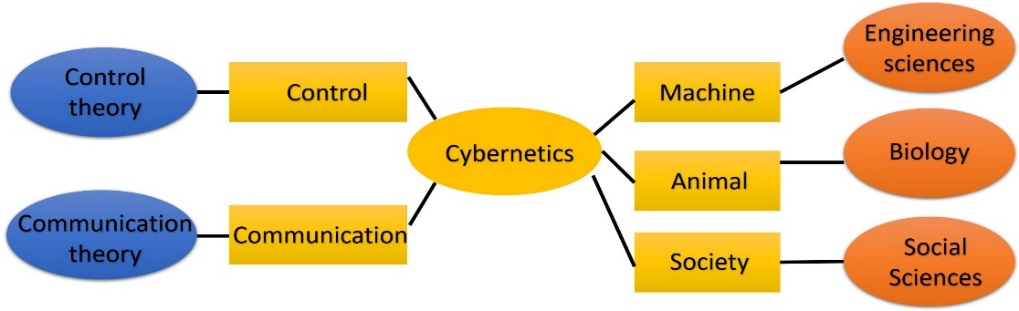 Control
theory
Control
Communication
theory
Communication
Cybernetics
Machine
Animal
Society
Engineering
sciences
Biology
Social
Sciences